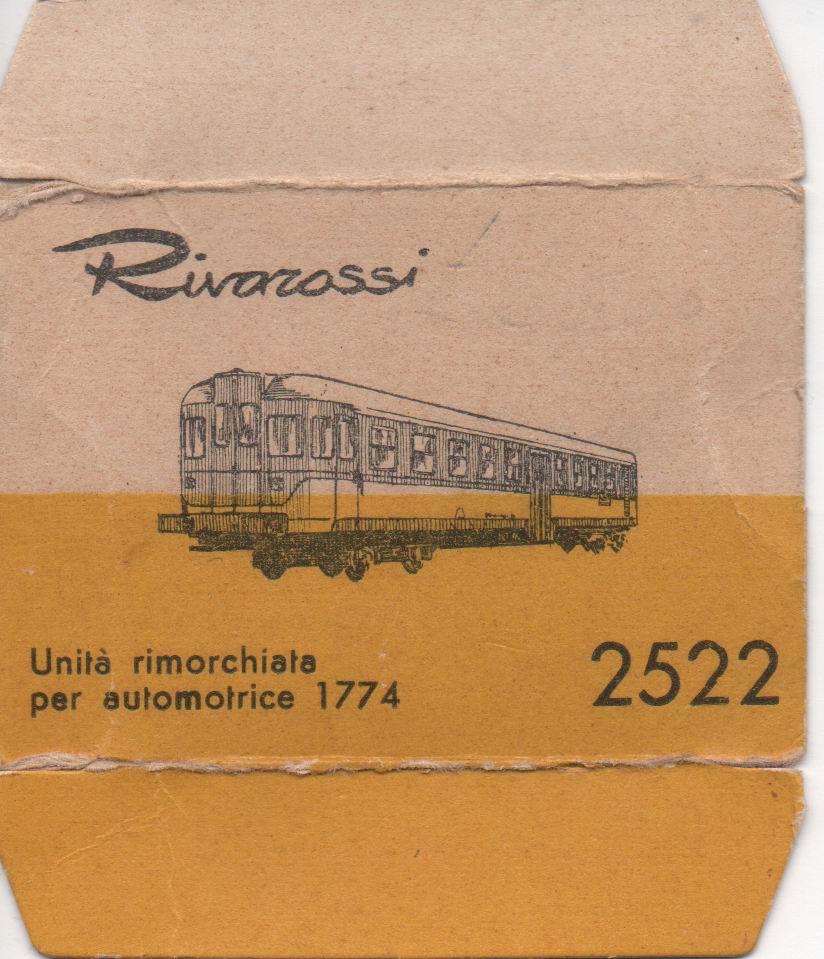 Rivarossi
Unità rimorchiata
per automotrice 1774
2522